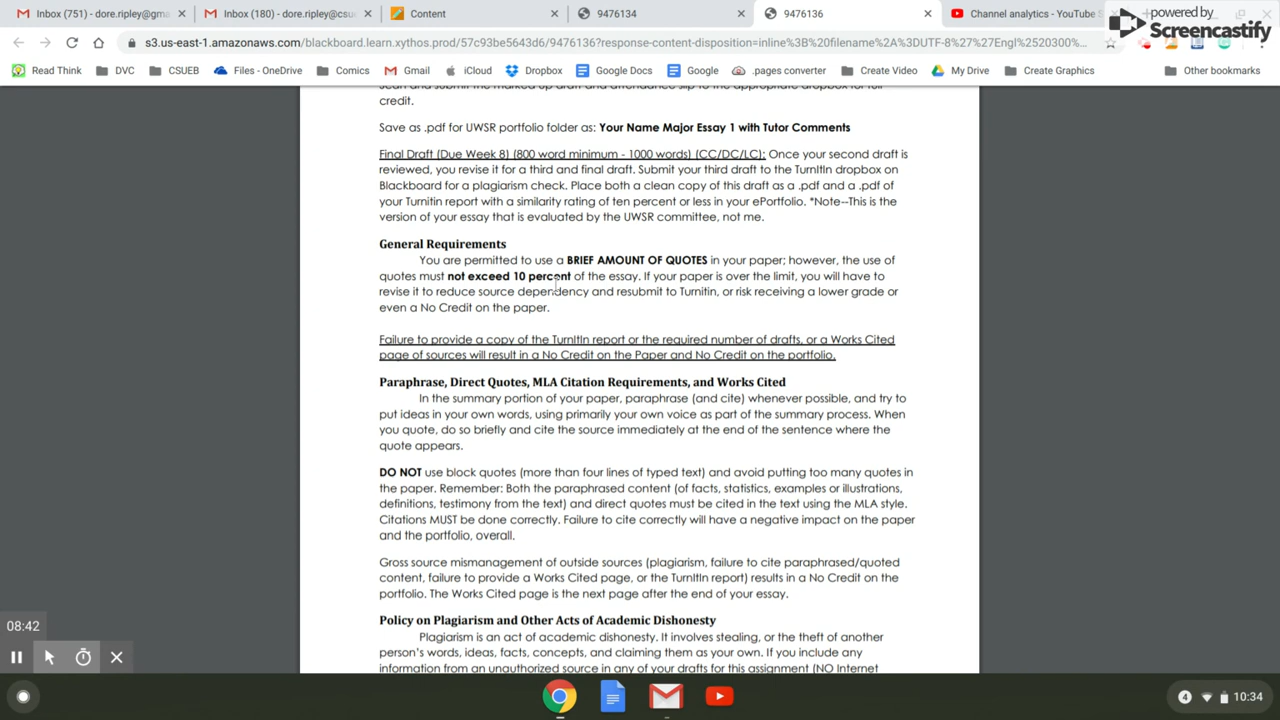 Inbox (751) - dore.ripley@gm
Inbox (180) - dore.ripley@csu
Content
9476134
9476136
Channel analytics - YouTube S
powered by
Screencastify
s3.us-east-1.amazonaws.com/blackboard.learn.xythos.prod/57c93be5643d6/9476136?response-content-disposition=inline%3B%20filename%2A%3DUTF-8%27%27Engl%2520300%...
Read Think
DVC
CSUEB
Files - OneDrive
Comics
Gmail
iCloud
Dropbox
Google Docs
Google
.pages converter
Create Video
My Drive
Create Graphics
Other bookmarks
Scan and submit the marked up draft and attendance slip to the appropriate dropbox for full
credit.
Save as .pdf for UWSR portfolio folder as: Your Name Major Essay 1 with Tutor Comments
Final Draft (Due Week 8) (800 word minimum - 1000 words) (CC/DC/LC): Once your second draft is
reviewed, you revise it for a third and final draft. Submit your third draft to the TurnItIn dropbox on
Blackboard for a plagiarism check. Place both a clean copy of this draft as a .pdf and a .pdf of
your Turnitin report with a similarity rating of ten percent or less in your ePortfolio. *Note--This is the
version of your essay that is evaluated by the UWSR committee, not me.
General Requirements
You are permitted to use a BRIEF AMOUNT OF QUOTES in your paper; however, the use of
quotes must not exceed 10 percent of the essay. If your paper is over the limit, you will have to
revise it to reduce source dependency and resubmit to Turnitin, or risk receiving a lower grade or
even a No Credit on the paper.
Failure to provide a copy of the TurnItIn report or the required number of drafts, or a Works Cited
page of sources will result in a No Credit on the Paper and No Credit on the portfolio.
Paraphrase, Direct Quotes, MLA Citation Requirements, and Works Cited
In the summary portion of your paper, paraphrase (and cite) whenever possible, and try to
put ideas in your own words, using primarily your own voice as part of the summary process. When
you quote, do so briefly and cite the source immediately at the end of the sentence where the
quote appears.
DO NOT use block quotes (more than four lines of typed text) and avoid putting too many quotes in
the paper. Remember: Both the paraphrased content (of facts, statistics, examples or illustrations,
definitions, testimony from the text) and direct quotes must be cited in the text using the MLA style.
Citations MUST be done correctly. Failure to cite correctly will have a negative impact on the paper
and the portfolio, overall.
Gross source mismanagement of outside sources (plagiarism, failure to cite paraphrased/quoted
content, failure to provide a Works Cited page, or the TurnItIn report) results in a No Credit on the
portfolio. The Works Cited page is the next page after the end of your essay.
Policy on Plagiarism and Other Acts of Academic Dishonesty
Plagiarism is an act of academic dishonesty. It involves stealing, or the theft of another
person's words, ideas, facts, concepts, and claiming them as your own. If you include any
information from an unauthorized source in any of your drafts for this assignment (NO Internet
08:42
4
10:34